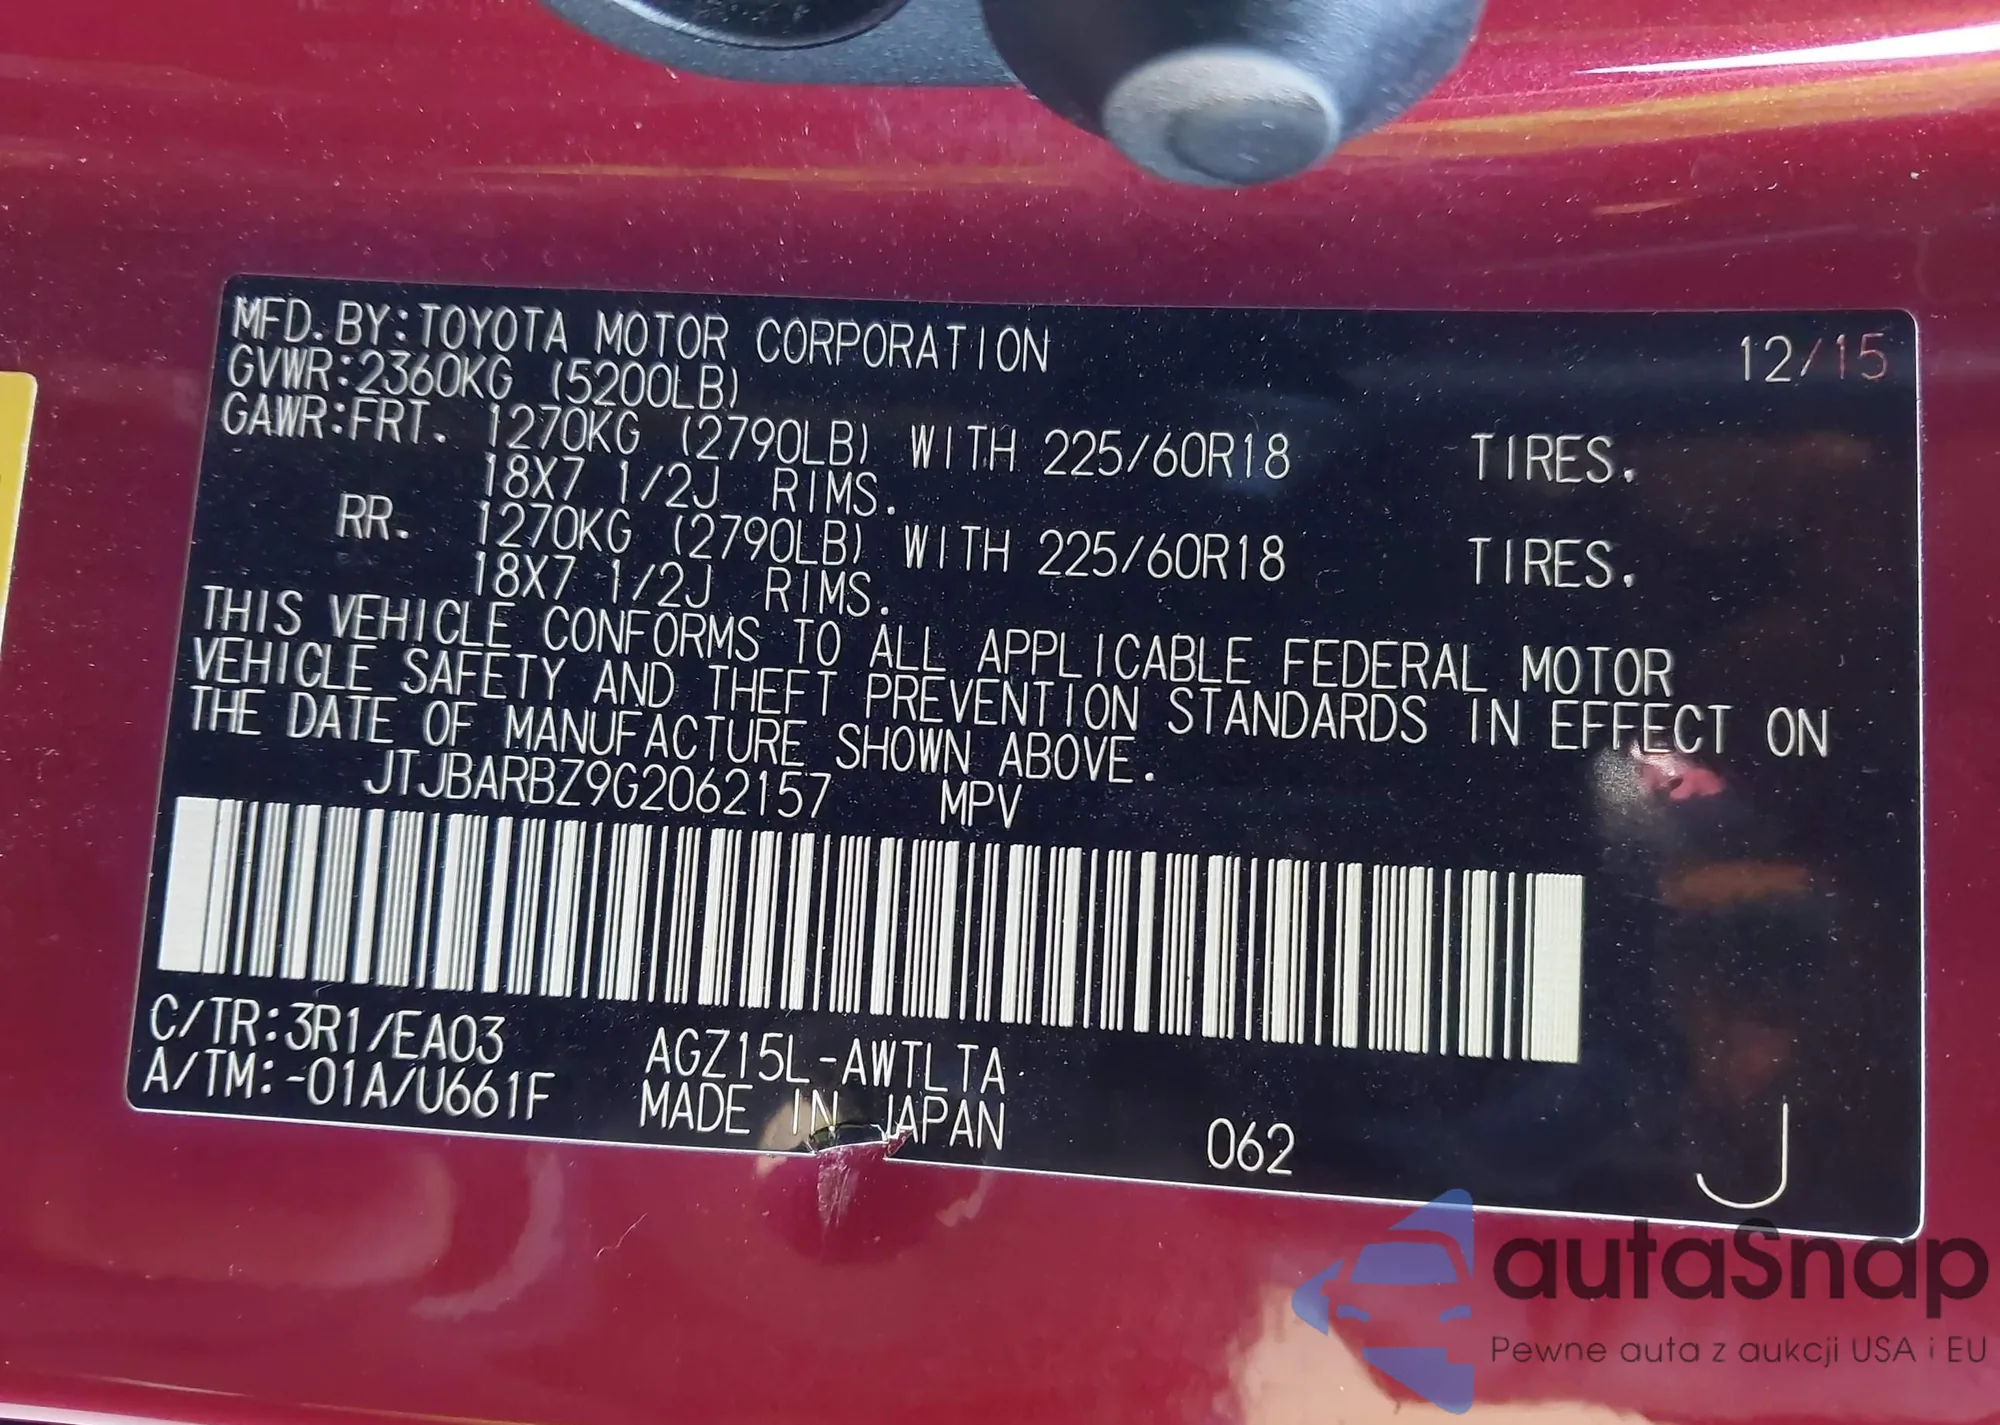 MFD.BY:TOYOTA MOTOR CORPORATION 12/15
GVWR:2360KG (5200LB)
GAWR:FRT. 1270KG (2790LB) WITH 225/60R18 TIRES.
18X7 1/2J RIMS.
RR. 1270KG (2790LB) WITH 225/60R18 TIRES.
18X7 1/2J RIMS.
THIS VEHICLE CONFORMS TO ALL APPLICABLE FEDERAL MOTOR
VEHICLE SAFETY AND THEFT PREVENTION STANDARDS IN EFFECT ON
THE DATE OF MANUFACTURE SHOWN ABOVE.
JTJBARBZ9G2062157 MPV
C/TR:3R1/EA03 AGZ15L-AWTLTA
A/TM:-01A/U661F MADE IN JAPAN 062 J
autoSnap
Pewne auta z aukcji USA i EU